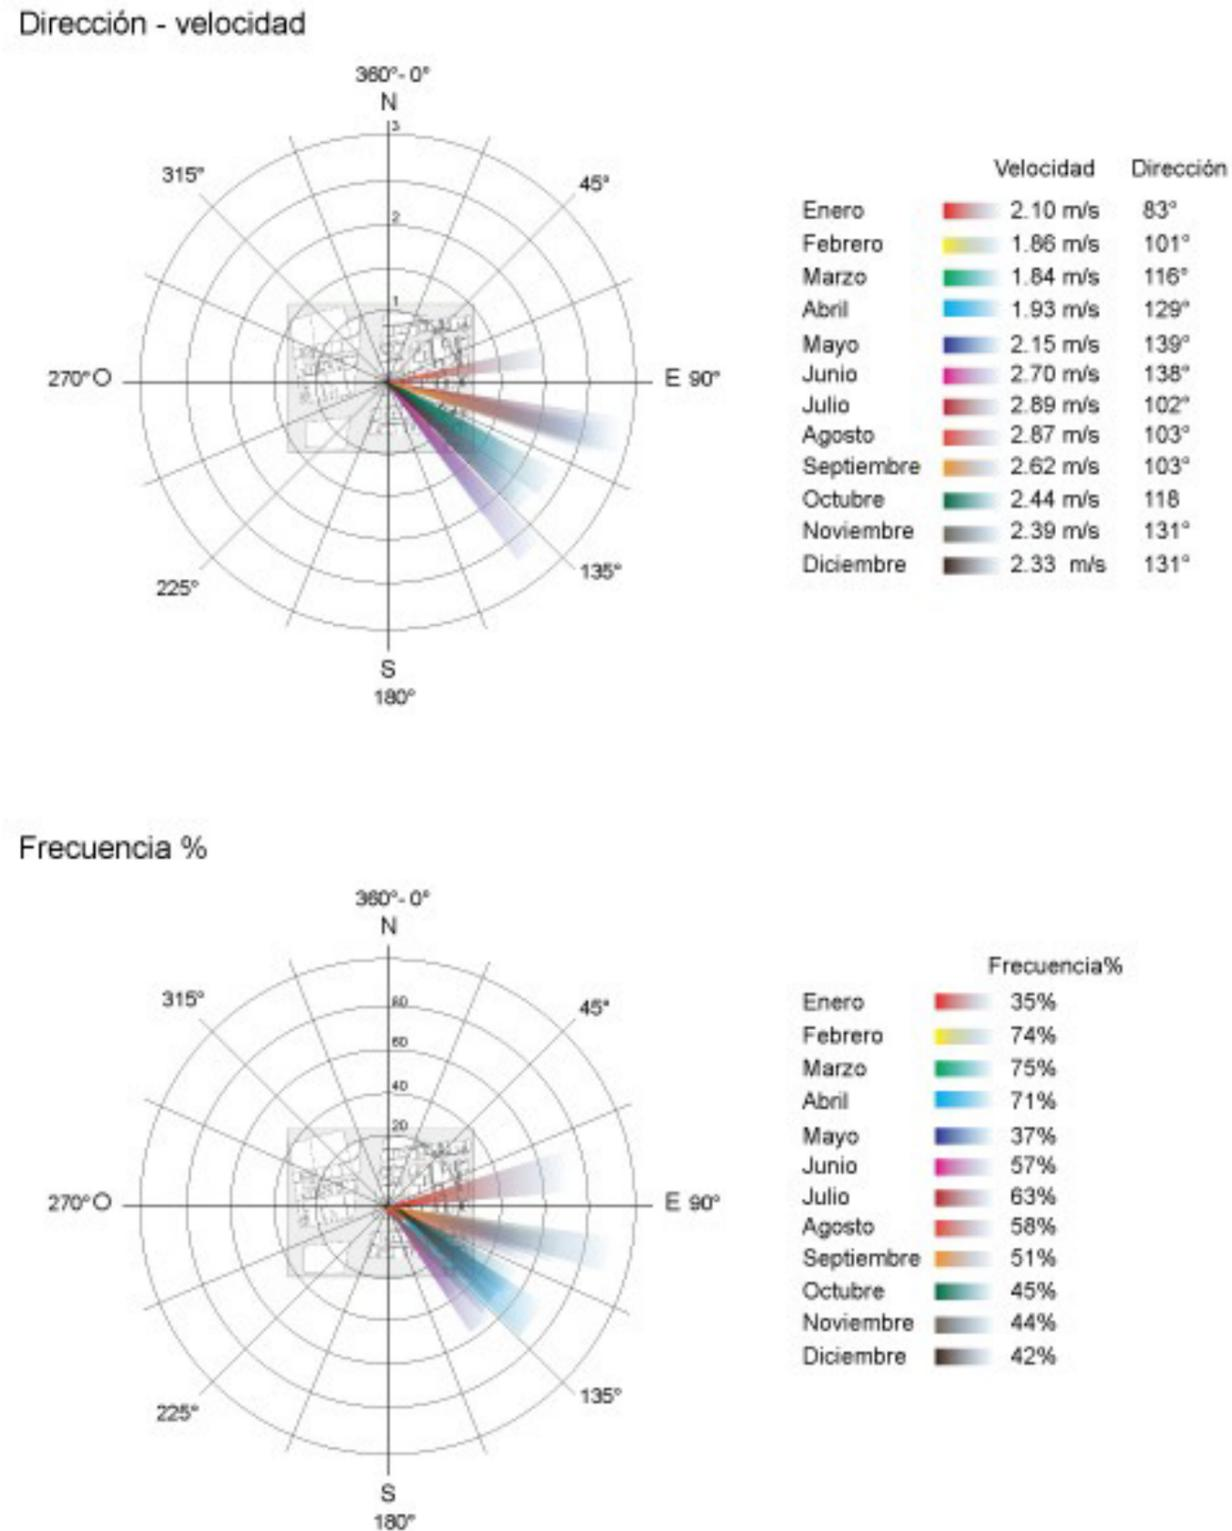 Dirección - velocidad
360°- 0°
N
3
315°
45°
2
1
270° O
E 90°
225°
135°
S
180°
Velocidad Dirección
Enero 2.10 m/s 83°
Febrero 1.86 m/s 101°
Marzo 1.84 m/s 116°
Abril 1.93 m/s 129°
Mayo 2.15 m/s 139°
Junio 2.70 m/s 138°
Julio 2.89 m/s 102°
Agosto 2.87 m/s 103°
Septiembre 2.62 m/s 103°
Octubre 2.44 m/s 118
Noviembre 2.39 m/s 131°
Diciembre 2.33 m/s 131°
Frecuencia %
360°- 0°
N
315°
45°
80
60
40
20
270° O
E 90°
225°
135°
S
180°
Frecuencia%
Enero 35%
Febrero 74%
Marzo 75%
Abril 71%
Mayo 37%
Junio 57%
Julio 63%
Agosto 58%
Septiembre 51%
Octubre 45%
Noviembre 44%
Diciembre 42%